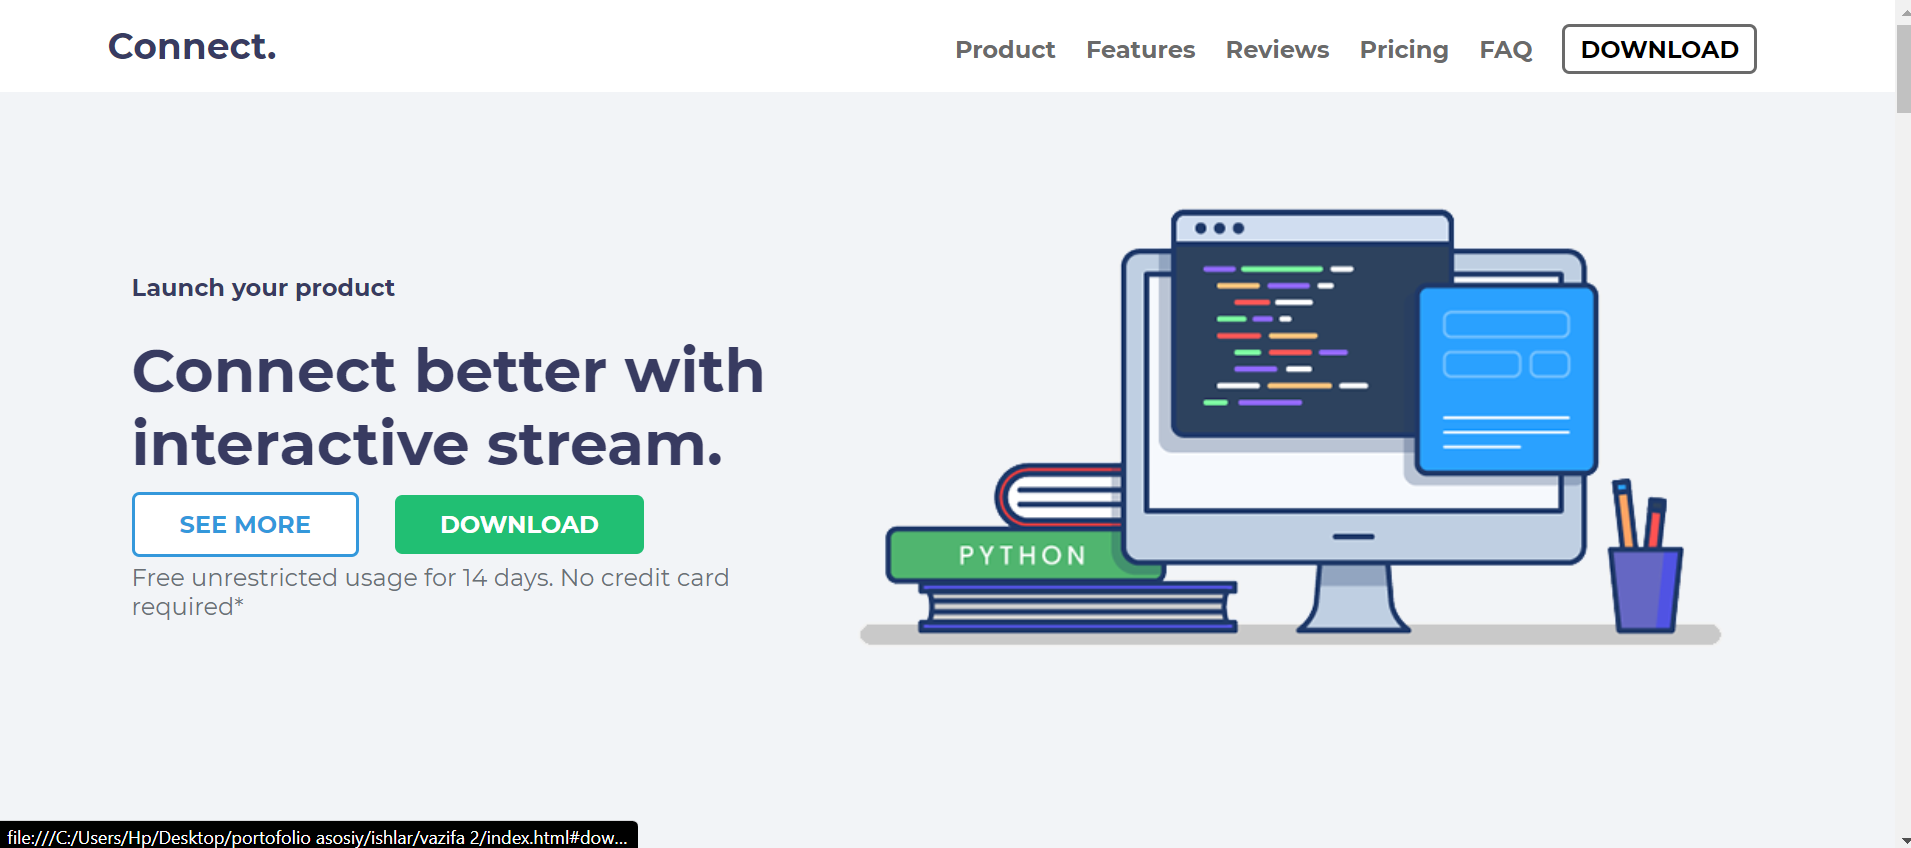 Connect.
Product Features Reviews Pricing FAQ DOWNLOAD
Launch your product
Connect better with
interactive stream.
SEE MORE DOWNLOAD
Free unrestricted usage for 14 days. No credit card
required*
PYTHON
file:///C:/Users/Hp/Desktop/portofolio asosiy/ishlar/vazifa 2/index.html#dow...